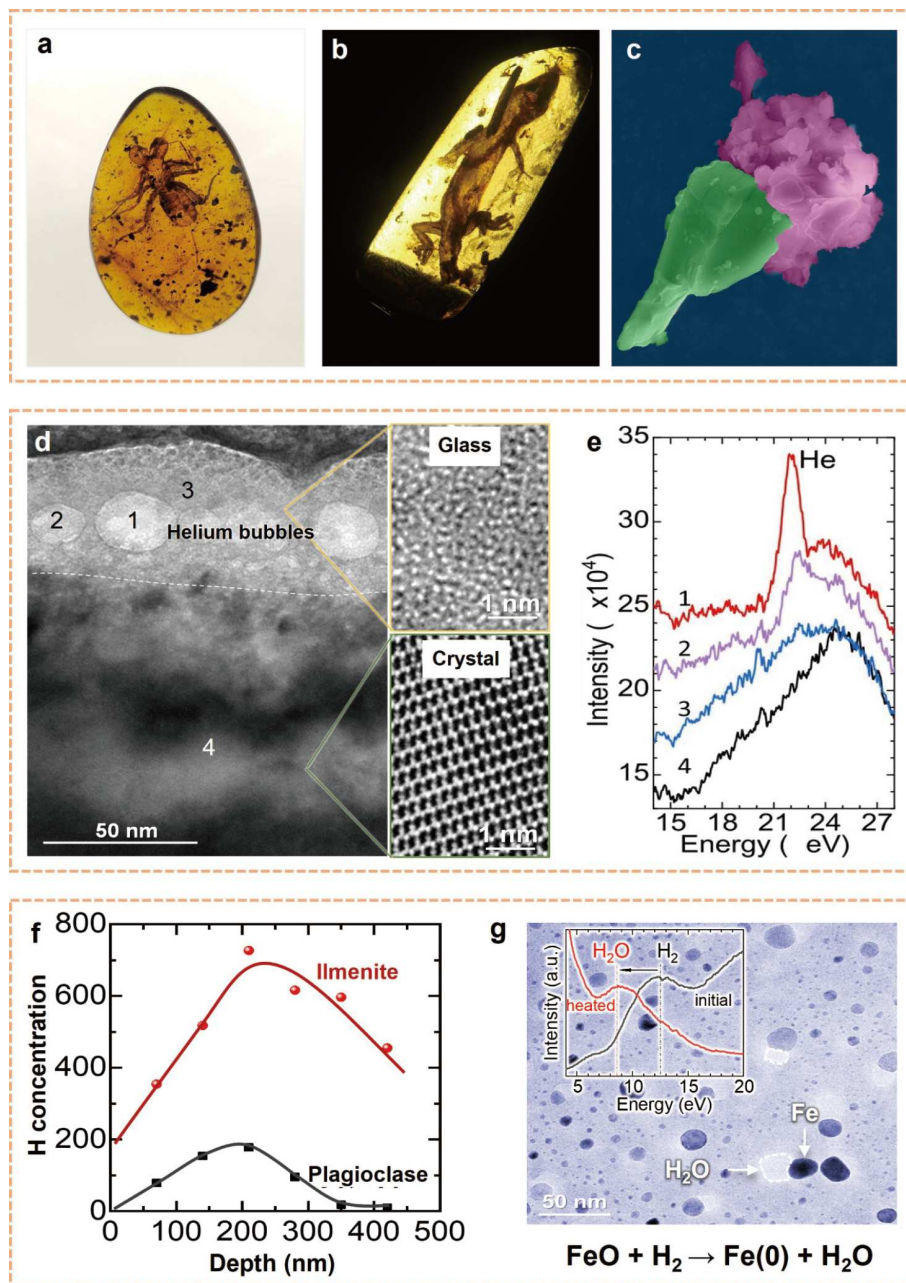 a
b
c
d
3
2
1
Helium bubbles
4
50 nm
Glass
1 nm
Crystal
1 nm
e
35
30
25
20
15
Intensity ( x10⁴)
He
1
2
3
4
15 18 21 24 27
Energy ( eV)
f
800
600
400
200
0
H concentration
Ilmenite
Plagioclase
0 100 200 300 400 500
Depth (nm)
g
Intensity (a.u.)
H₂O H₂
heated
initial
5 10 15 20
Energy (eV)
Fe
H₂O
50 nm
FeO + H₂ → Fe(0) + H₂O